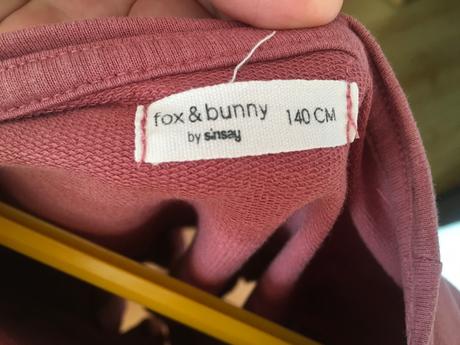 fox & bunny 140 CM
by sinsay